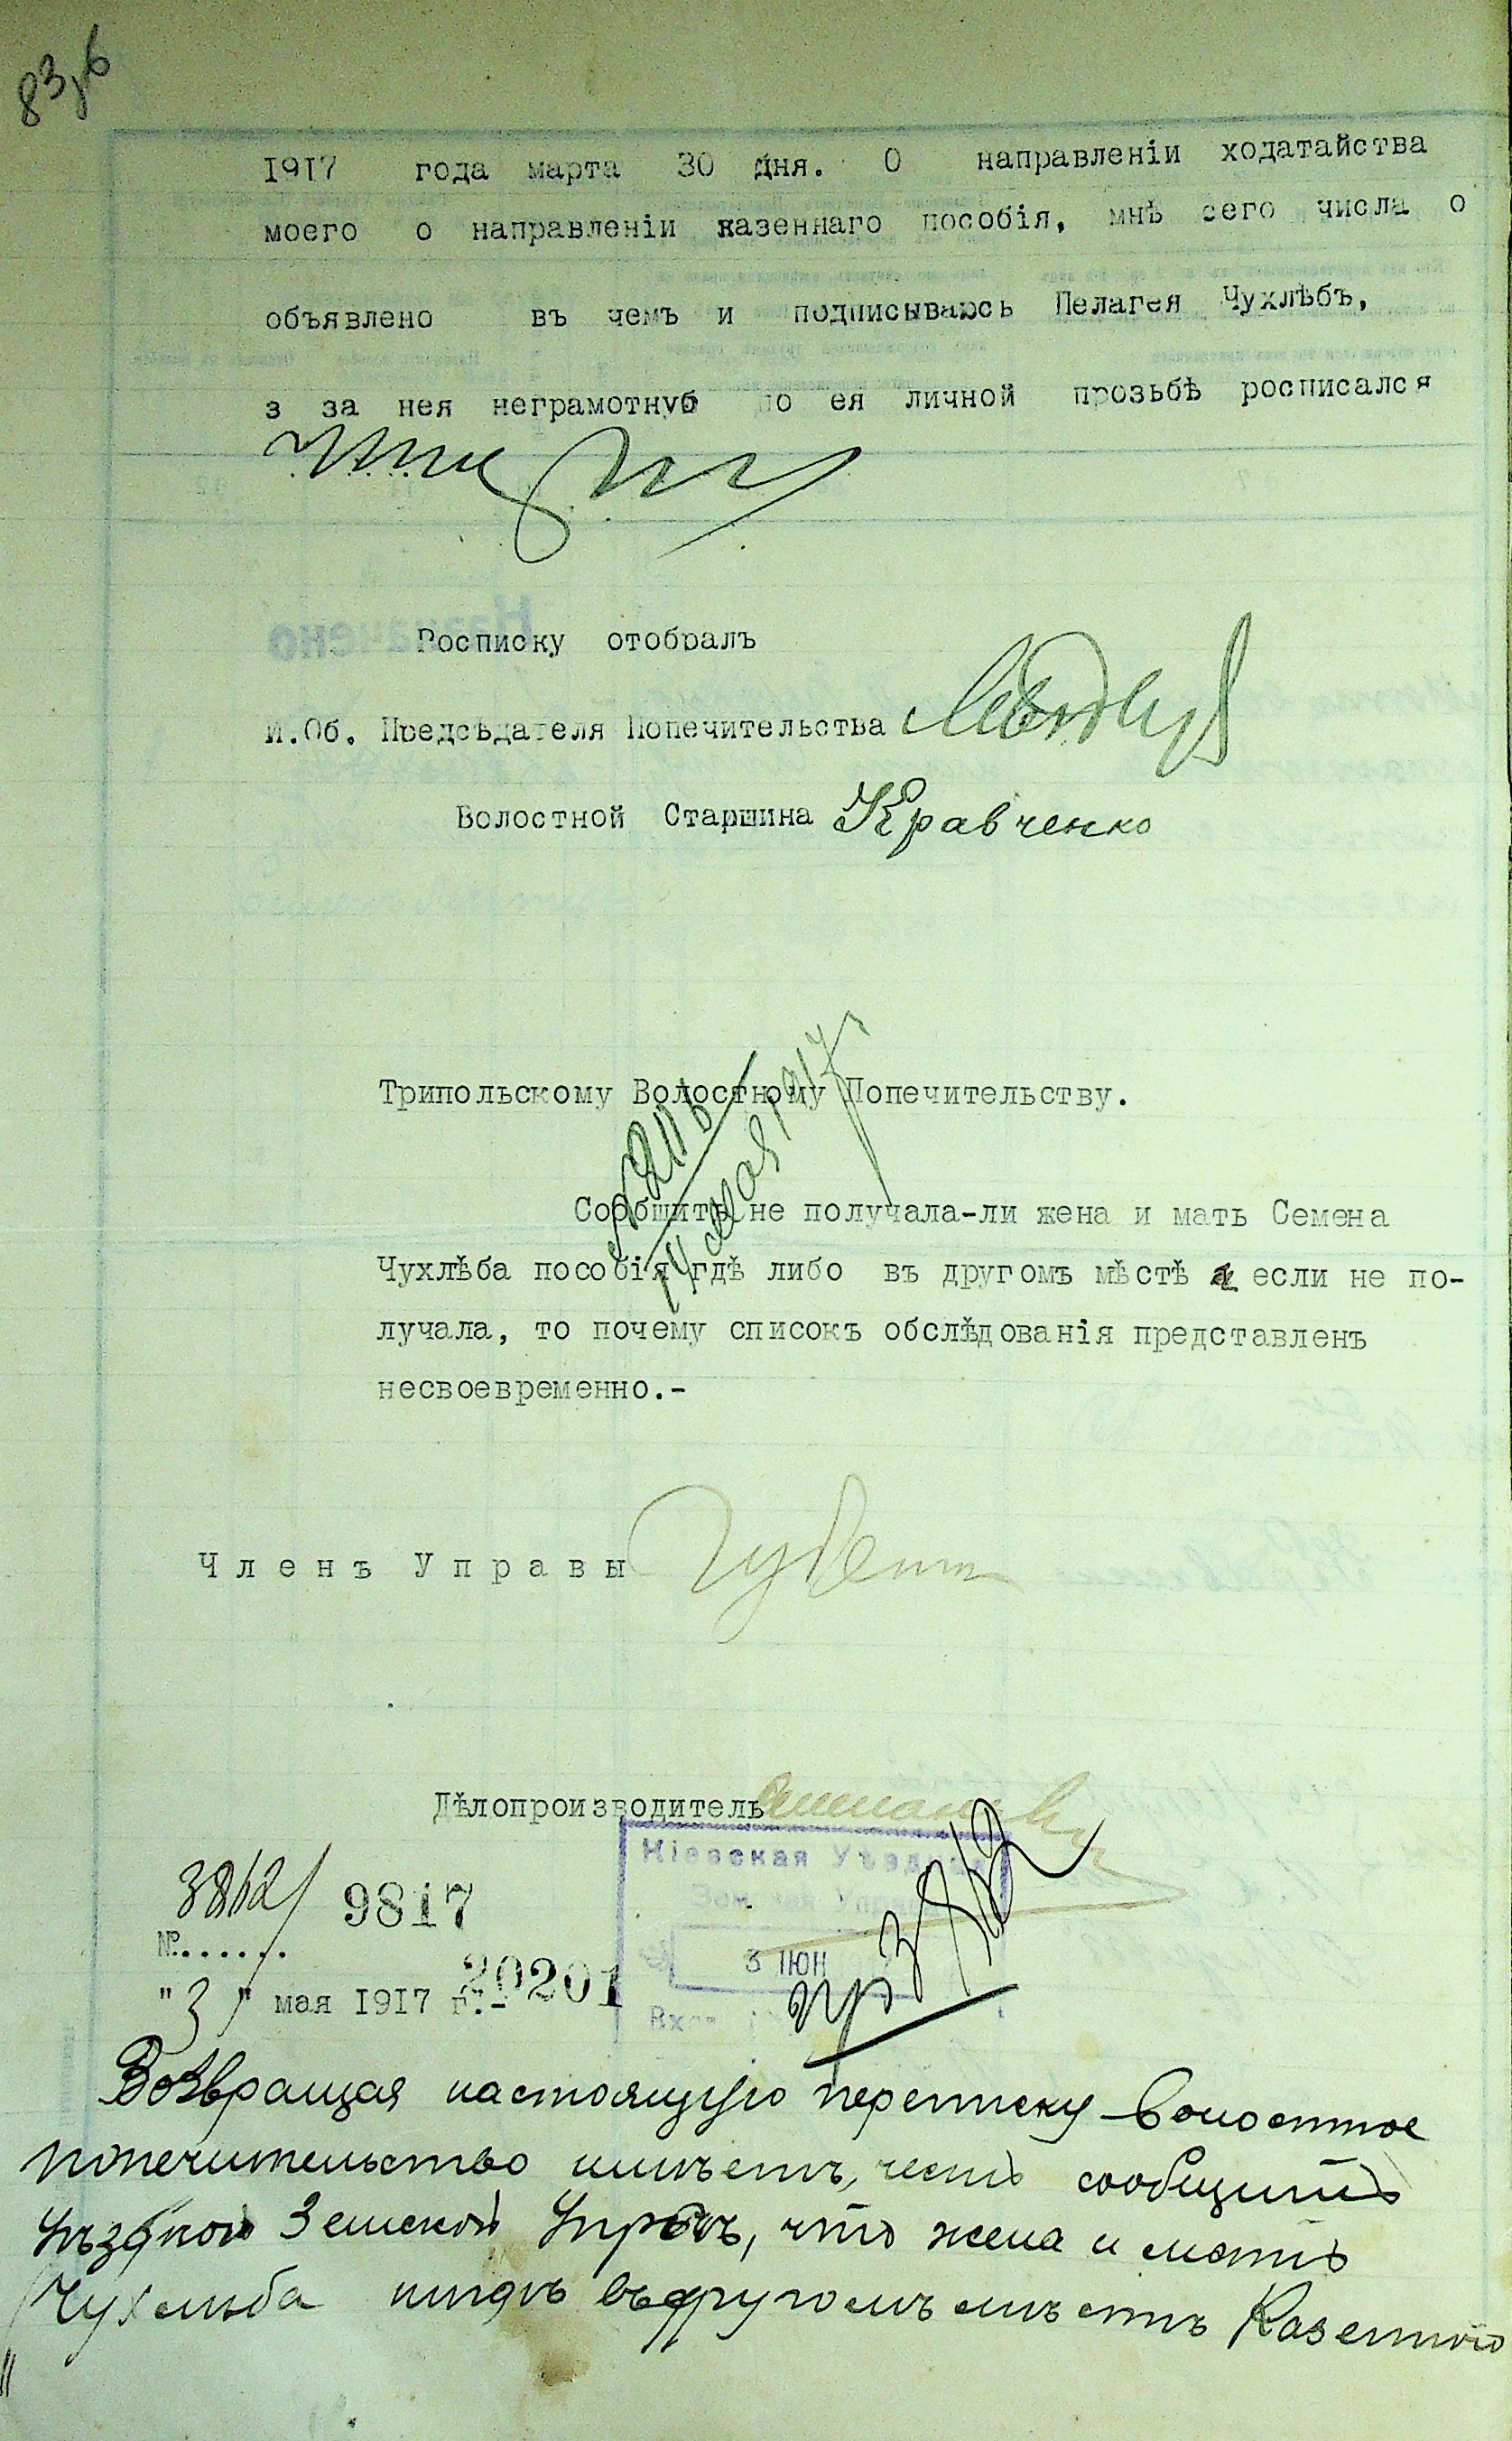 1917 года марта 30 дня. О направленіи ходатайства
моего о направленіи казеннаго пособія, мнѣ сего числа о
объявлено въ чемъ и подписываюсь Пелагея Чухлѣбъ,
з за нея неграмотнуб по ея личной прозьбѣ росписался
Росписку отобралъ
И.Об. Предсѣдателя Попечительства
Волостной Старшина Кравченко
Трипольскому Волостному Попечительству.
14 мая 1917
Сообщить не получала-ли жена и мать Семена
Чухлѣба пособія гдѣ либо въ другомъ мѣстѣ а если не по-
лучала, то почему списокъ обслѣдованія представленъ
несвоевременно.-
Членъ Управы
Дѣлопроизводитель
Кіевская Уѣздная
Земская Управа
3 ІЮН
9817
№......
20201
"3" мая 1917 г.-
Возвращая настоящую переписку Волостное
попечительство имѣетъ честь сообщить
Уѣздной Земской Управѣ, что жена и мать
Чухлѣба нигдѣ въ другомъ мѣстѣ Казенного